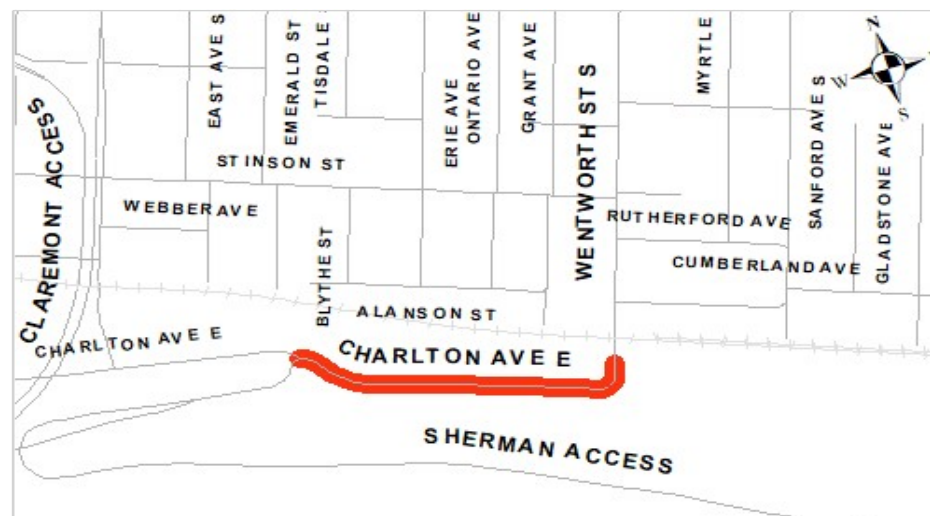 EAST AVE S
EMERALD ST
TISDALE
ERIE AVE
ONTARIO AVE
GRANT AVE
WENTWORTH ST S
MYRTLE
SANFORD AVE S
GLADSTONE AVE
N
W
S
CLAREMONT ACCESS
STINSON ST
WEBBER AVE
RUTHERFORD AVE
BLYTHE ST
CUMBERLAND AVE
ALANSON ST
CHARLTON AVE E
CHARLTON AVE E
SHERMAN ACCESS